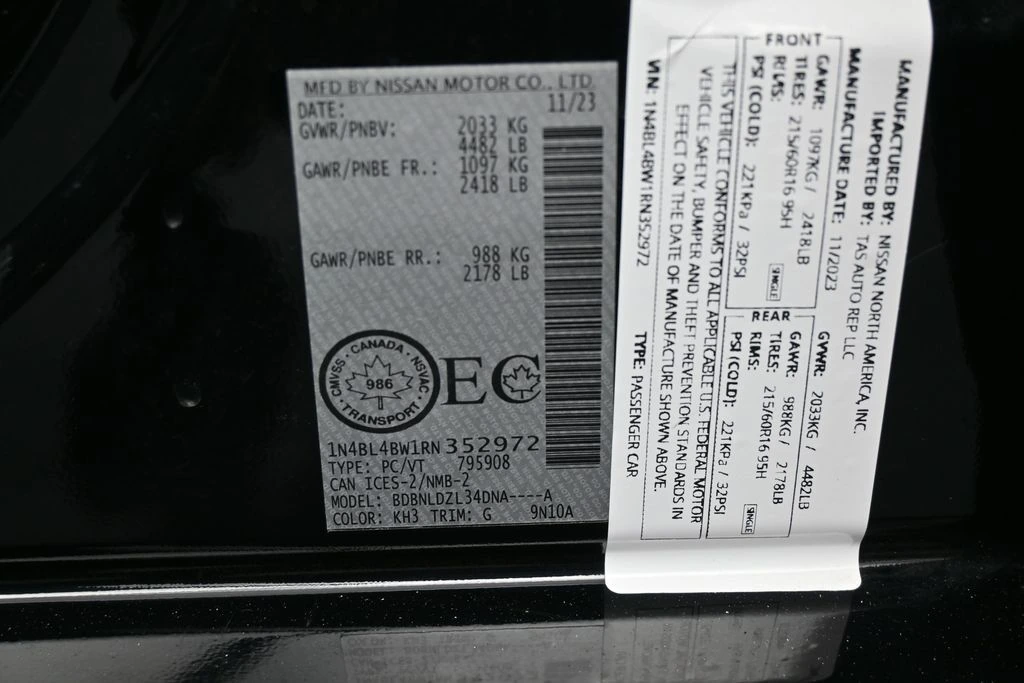 MFD BY NISSAN MOTOR CO., LTD.
DATE: 11/23
GVWR/PNBV: 2033 KG
4482 LB
GAWR/PNBE FR.: 1097 KG
2418 LB
GAWR/PNBE RR.: 988 KG
2178 LB
CANADA · NSVAC · TRANSPORT · CMVSS ·
986
EC
1N4BL4BW1RN352972
TYPE: PC/VT 795908
CAN ICES-2/NMB-2
MODEL: BDBNLDZL34DNA----A
COLOR: KH3 TRIM: G 9N10A
MANUFACTURED BY: NISSAN NORTH AMERICA, INC.
IMPORTED BY: TAS AUTO REP LLC
MANUFACTURE DATE: 11/2023
GVWR: 2033KG / 4482LB
FRONT
GAWR: 1097KG / 2418LB
TIRES: 215/60R16 95H
RIMS: SINGLE
PSI (COLD): 221KPa / 32PSI
REAR
GAWR: 988KG / 2178LB
TIRES: 215/60R16 95H
RIMS: SINGLE
PSI (COLD): 221KPa / 32PSI
THIS VEHICLE CONFORMS TO ALL APPLICABLE U.S. FEDERAL MOTOR
VEHICLE SAFETY, BUMPER AND THEFT PREVENTION STANDARDS IN
EFFECT ON THE DATE OF MANUFACTURE SHOWN ABOVE.
VIN: 1N4BL4BW1RN352972 TYPE: PASSENGER CAR